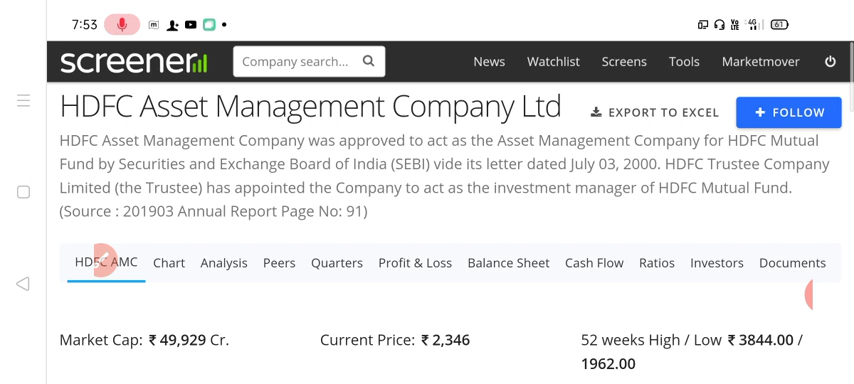 7:53
VoLTE 4G 61
screener
Company search...
News Watchlist Screens Tools Marketmover
HDFC Asset Management Company Ltd
EXPORT TO EXCEL
+ FOLLOW
HDFC Asset Management Company was approved to act as the Asset Management Company for HDFC Mutual
Fund by Securities and Exchange Board of India (SEBI) vide its letter dated July 03, 2000. HDFC Trustee Company
Limited (the Trustee) has appointed the Company to act as the investment manager of HDFC Mutual Fund.
(Source : 201903 Annual Report Page No: 91)
HDFC AMC Chart Analysis Peers Quarters Profit & Loss Balance Sheet Cash Flow Ratios Investors Documents
Market Cap: ₹ 49,929 Cr. Current Price: ₹ 2,346 52 weeks High / Low ₹ 3844.00 /
1962.00